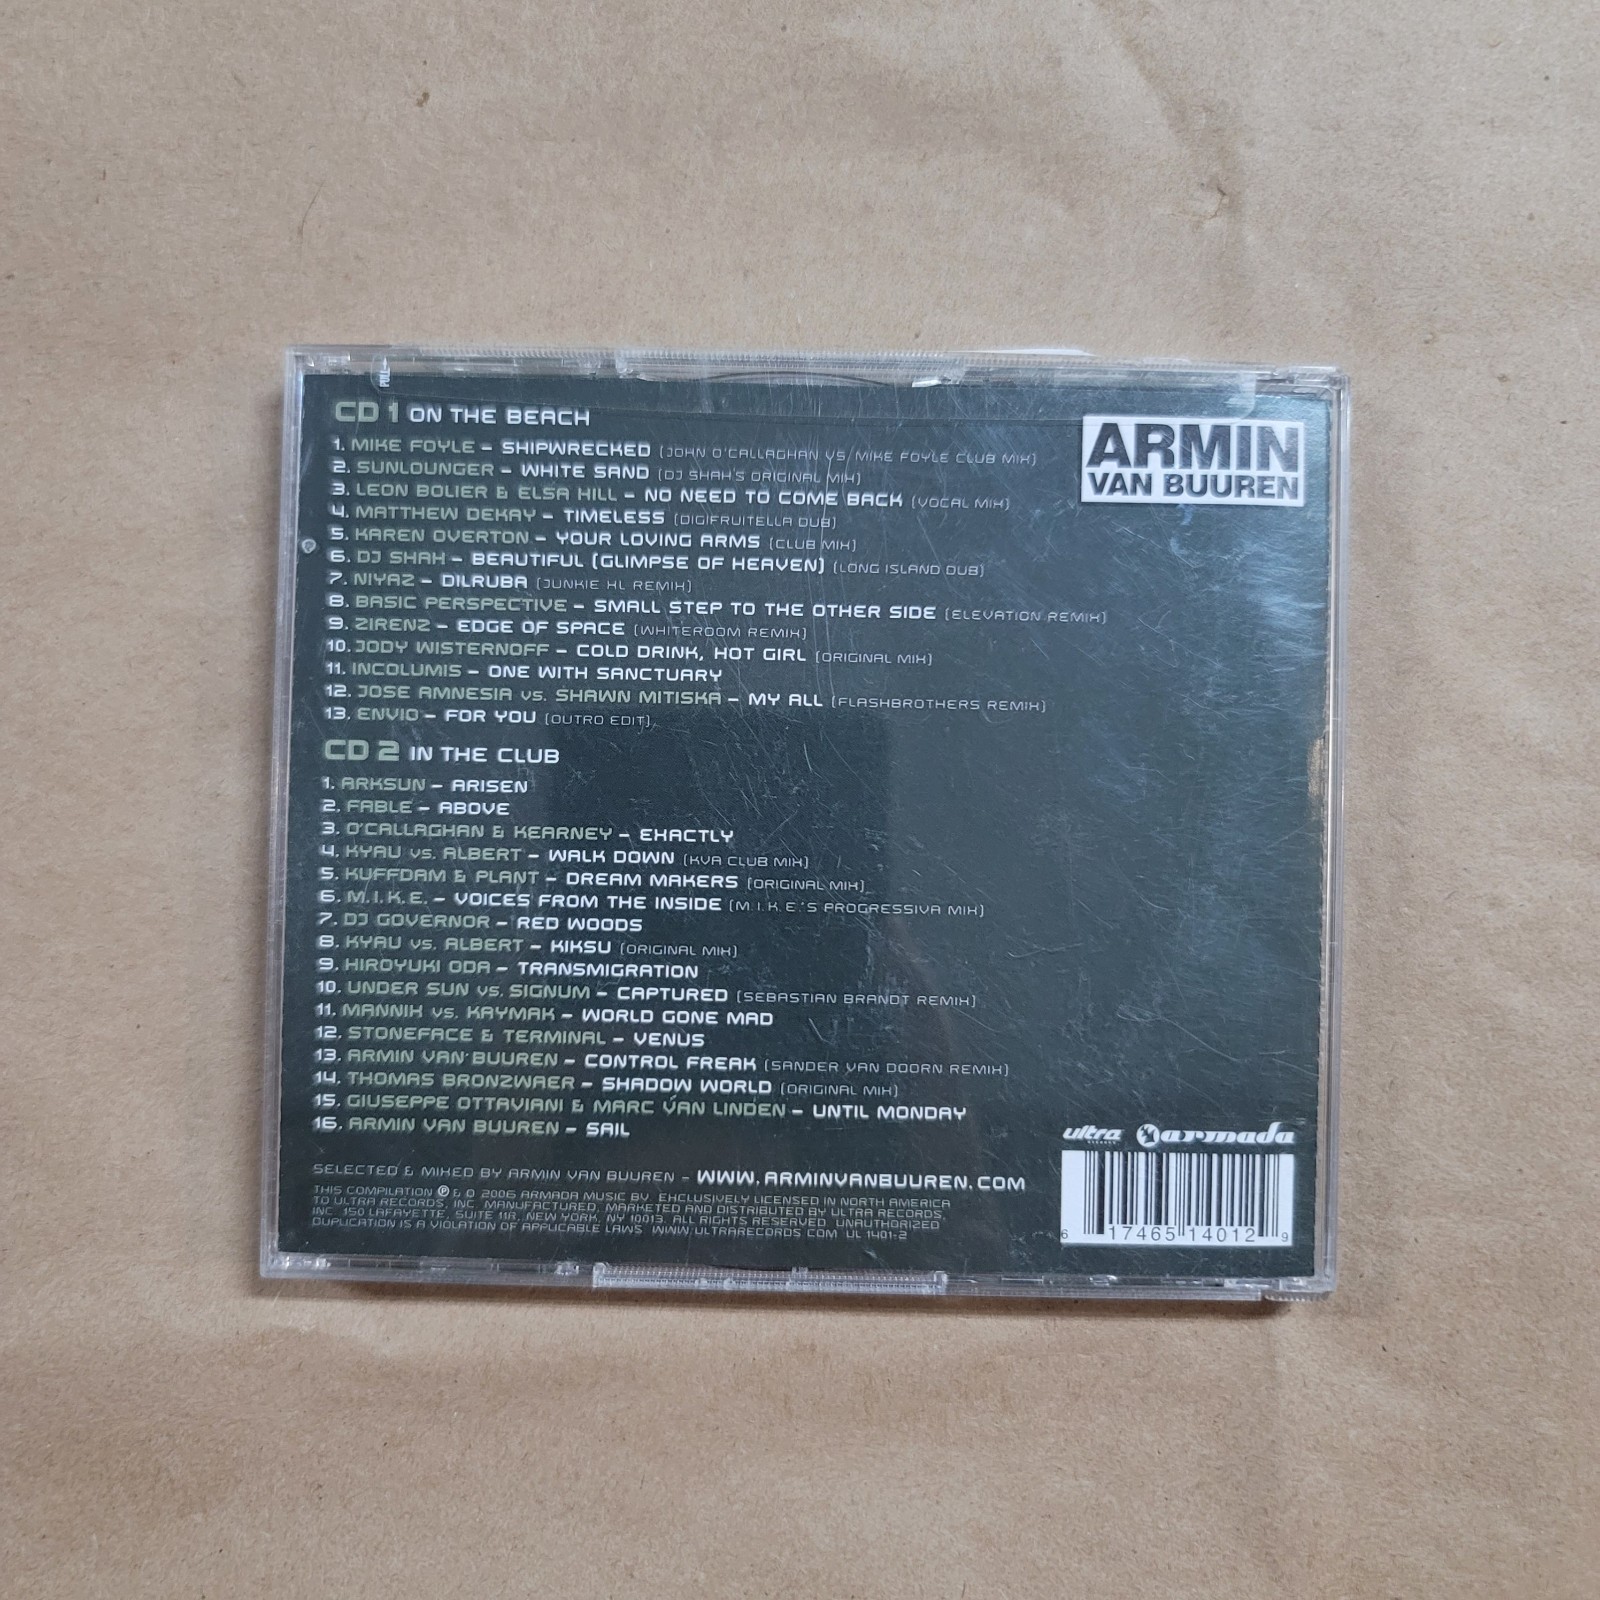 PULL
CD 1 ON THE BEACH
1. MIKE FOYLE – SHIPWRECKED (JOHN O'CALLAGHAN VS. MIKE FOYLE CLUB MIX)
2. SUNLOUNGER – WHITE SAND (DJ SHAH'S ORIGINAL MIX)
3. LEON BOLIER & ELSA HILL – NO NEED TO COME BACK (VOCAL MIX)
4. MATTHEW DEKAY – TIMELESS (DIGIFRUITELLA DUB)
5. KAREN OVERTON – YOUR LOVING ARMS (CLUB MIX)
6. DJ SHAH – BEAUTIFUL (GLIMPSE OF HEAVEN) (LONG ISLAND DUB)
7. NIYAZ – DILRUBA (JUNKIE XL REMIX)
8. BASIC PERSPECTIVE – SMALL STEP TO THE OTHER SIDE (ELEVATION REMIX)
9. ZIRENZ – EDGE OF SPACE (WHITEROOM REMIX)
10. JODY WISTERNOFF – COLD DRINK, HOT GIRL (ORIGINAL MIX)
11. INCOLUMIS – ONE WITH SANCTUARY
12. JOSE AMNESIA vs. SHAWN MITISKA – MY ALL (FLASHBROTHERS REMIX)
13. ENVIO – FOR YOU (OUTRO EDIT)
CD 2 IN THE CLUB
1. ARKSUN – ARISEN
2. FABLE – ABOVE
3. O'CALLAGHAN & KEARNEY – EXACTLY
4. KYAU vs. ALBERT – WALK DOWN (KVA CLUB MIX)
5. KUFFDAM & PLANT – DREAM MAKERS (ORIGINAL MIX)
6. M.I.K.E. – VOICES FROM THE INSIDE (M.I.K.E.'S PROGRESSIVA MIX)
7. DJ GOVERNOR – RED WOODS
8. KYAU vs. ALBERT – KIKSU (ORIGINAL MIX)
9. HIROYUKI ODA – TRANSMIGRATION
10. UNDER SUN vs. SIGNUM – CAPTURED (SEBASTIAN BRANDT REMIX)
11. MANNIX vs. KAYMAK – WORLD GONE MAD
12. STONEFACE & TERMINAL – VENUS
13. ARMIN VAN BUUREN – CONTROL FREAK (SANDER VAN DOORN REMIX)
14. THOMAS BRONZWAER – SHADOW WORLD (ORIGINAL MIX)
15. GIUSEPPE OTTAVIANI & MARC VAN LINDEN – UNTIL MONDAY
16. ARMIN VAN BUUREN – SAIL
SELECTED & MIXED BY ARMIN VAN BUUREN – WWW.ARMINVANBUUREN.COM
THIS COMPILATION ℗ & © 2006 ARMADA MUSIC BV. EXCLUSIVELY LICENSED IN NORTH AMERICA
TO ULTRA RECORDS, INC. MANUFACTURED, MARKETED AND DISTRIBUTED BY ULTRA RECORDS,
INC. 150 LAFAYETTE, SUITE 11R, NEW YORK, NY 10013. ALL RIGHTS RESERVED. UNAUTHORIZED
DUPLICATION IS A VIOLATION OF APPLICABLE LAWS. WWW.ULTRARECORDS.COM UL 1401-2
ARMIN
VAN BUUREN
ultra armada
6 17465 14012 9